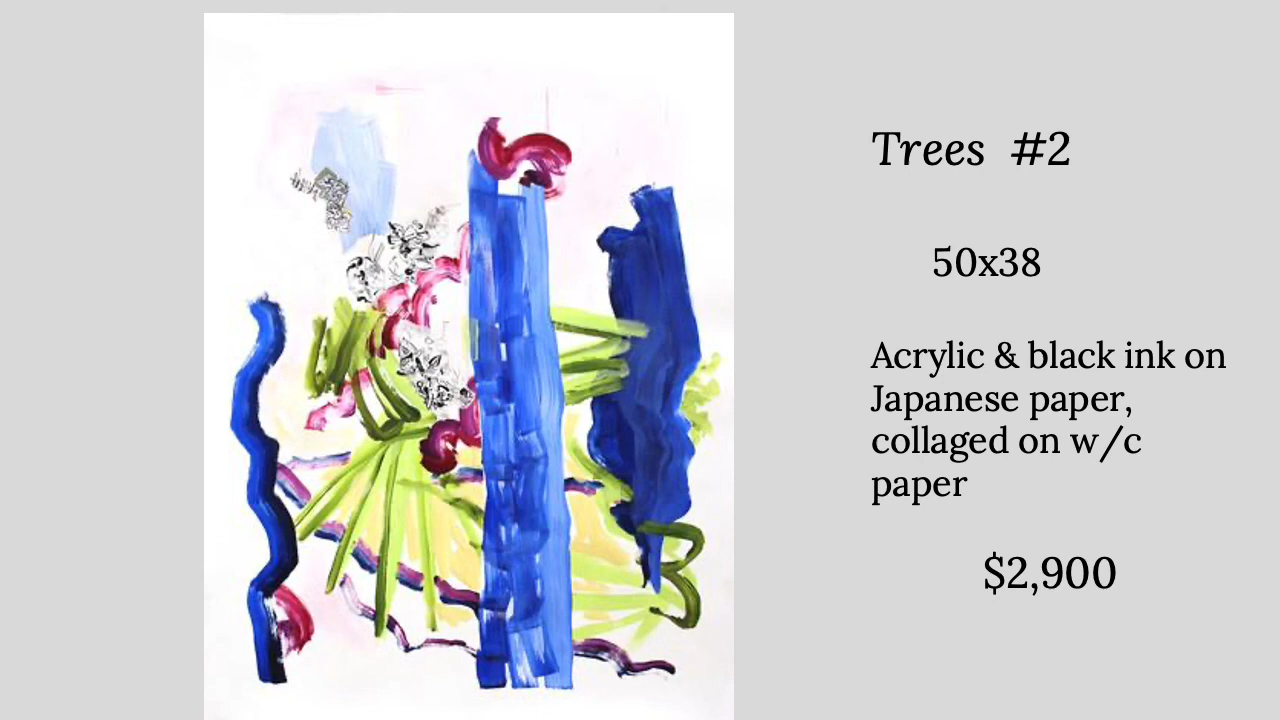 Trees #2
50x38
Acrylic & black ink on
Japanese paper,
collaged on w/c
paper
$2,900